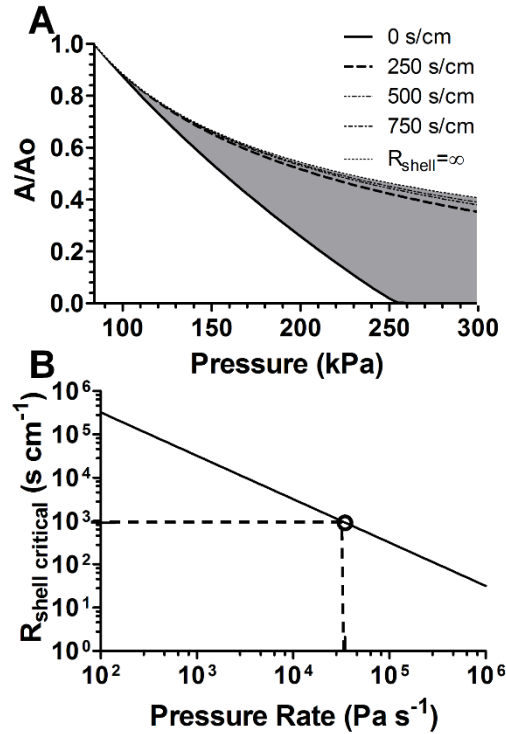 A
1.0
0.8
0.6
0.4
0.2
0.0
A/Ao
0 s/cm
250 s/cm
500 s/cm
750 s/cm
R_shell=∞
100
150
200
250
300
Pressure (kPa)
B
10^6
10^5
10^4
10^3
10^2
10^1
10^0
R_shell critical (s cm^-1)
10^2
10^3
10^4
10^5
10^6
Pressure Rate (Pa s^-1)